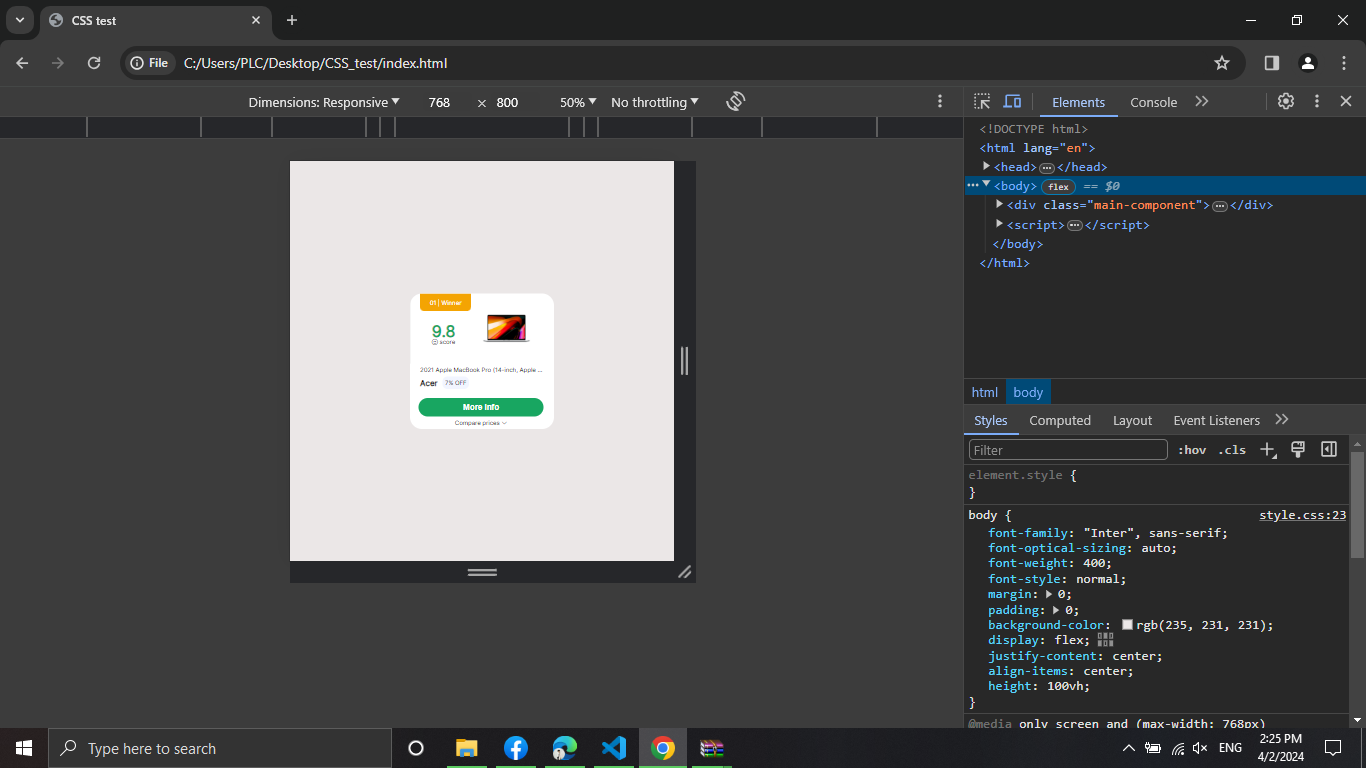 CSS test
File C:/Users/PLC/Desktop/CSS_test/index.html
Dimensions: Responsive 768 × 800 50% No throttling
Elements Console
<!DOCTYPE html>
<html lang="en">
<head> … </head>
… <body> flex == $0
<div class="main-component"> … </div>
<script> … </script>
</body>
</html>
01 | Winner
9.8
score
2021 Apple MacBook Pro (14-inch, Apple ...
Acer 7% OFF
More Info
Compare prices
html body
Styles Computed Layout Event Listeners
Filter :hov .cls
element.style {
}
body { style.css:23
font-family: "Inter", sans-serif;
font-optical-sizing: auto;
font-weight: 400;
font-style: normal;
margin: 0;
padding: 0;
background-color: rgb(235, 231, 231);
display: flex;
justify-content: center;
align-items: center;
height: 100vh;
}
@media only screen and (max-width: 768px)
Type here to search
ENG
2:25 PM
4/2/2024